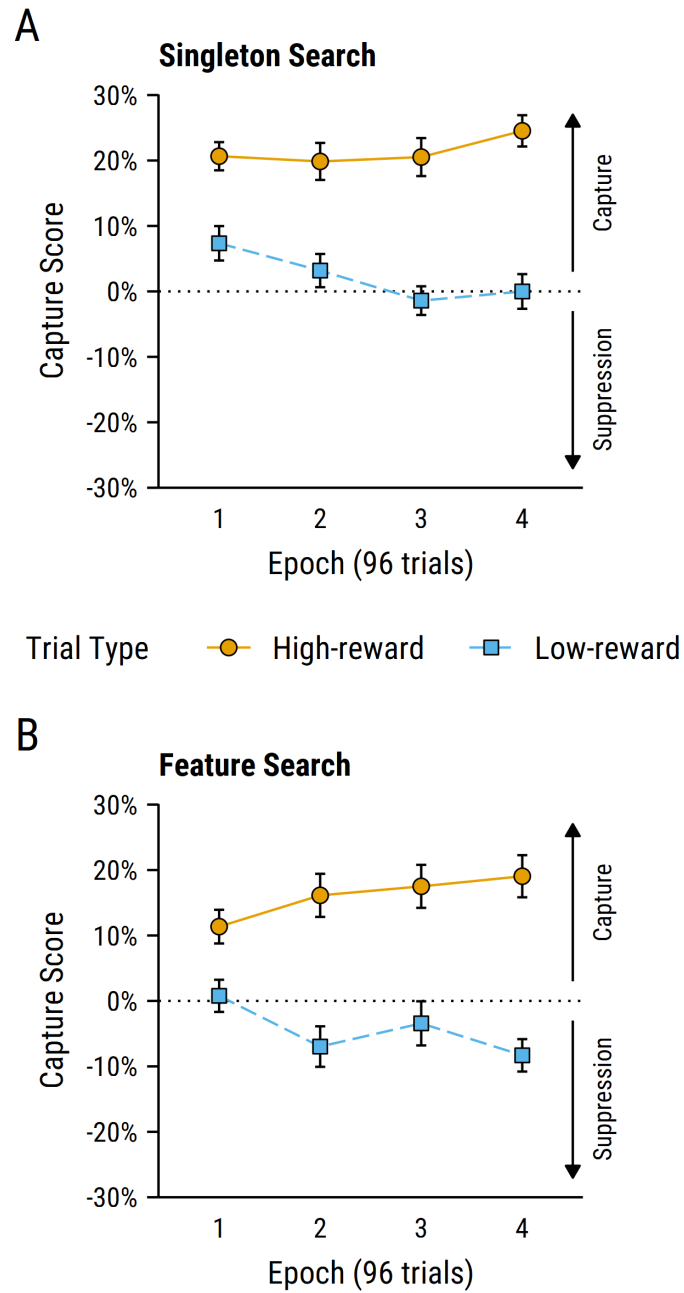 A
Singleton Search
30%
20%
10%
0%
-10%
-20%
-30%
Capture Score
Capture
Suppression
1 2 3 4
Epoch (96 trials)
Trial Type High-reward Low-reward
B
Feature Search
30%
20%
10%
0%
-10%
-20%
-30%
Capture Score
Capture
Suppression
1 2 3 4
Epoch (96 trials)